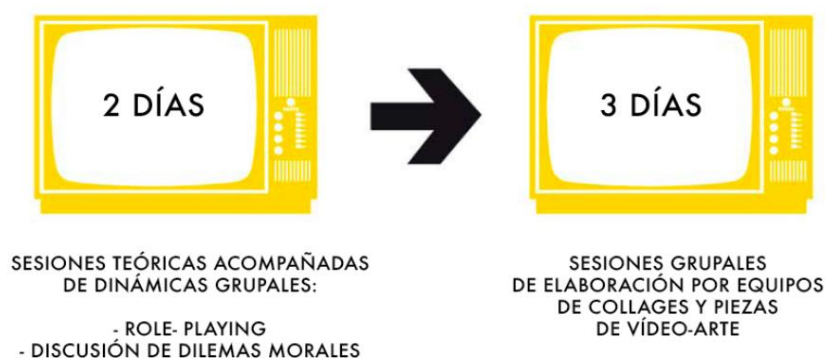 2 DÍAS
SESIONES TEÓRICAS ACOMPAÑADAS
DE DINÁMICAS GRUPALES:
- ROLE- PLAYING
- DISCUSIÓN DE DILEMAS MORALES
3 DÍAS
SESIONES GRUPALES
DE ELABORACIÓN POR EQUIPOS
DE COLLAGES Y PIEZAS
DE VÍDEO-ARTE